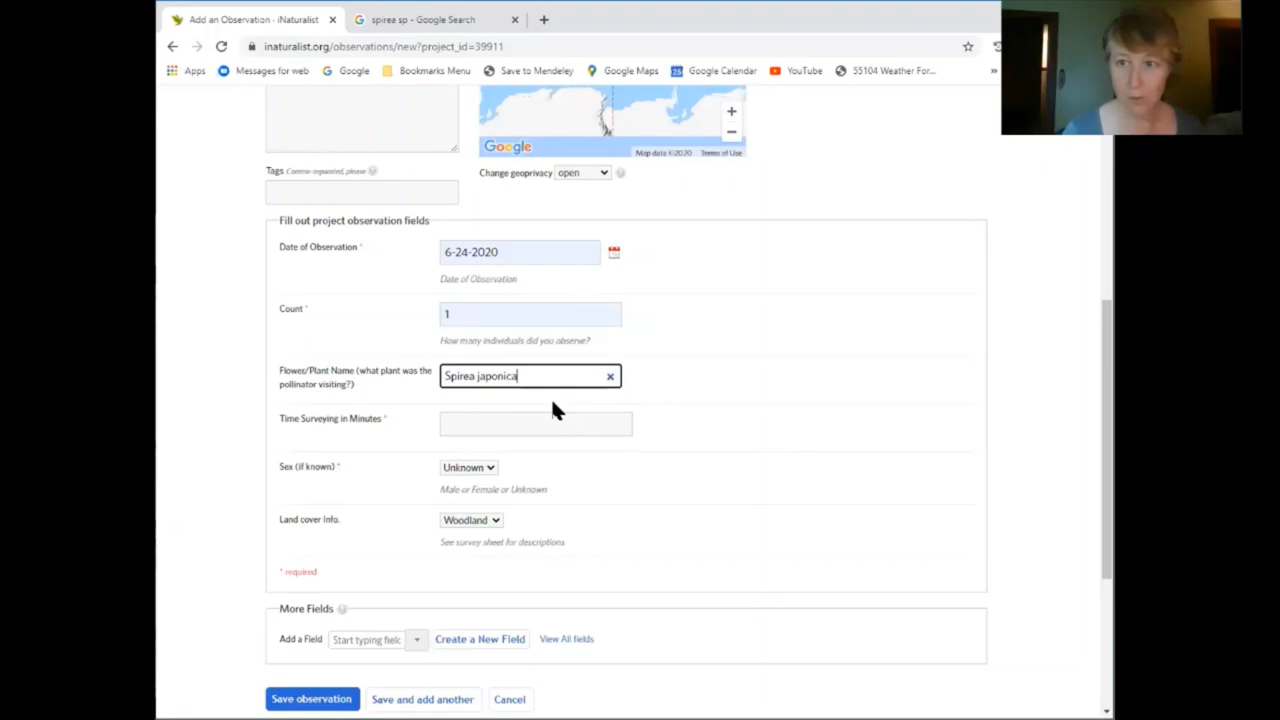 Add an Observation · iNaturalist
spirea sp - Google Search
inaturalist.org/observations/new?project_id=39911
Apps Messages for web Google Bookmarks Menu Save to Mendeley Google Maps Google Calendar YouTube 55104 Weather For... »
Google
Map data ©2020 Terms of Use
Tags Comma-separated, please
Change geoprivacy open
Fill out project observation fields
Date of Observation * 6-24-2020
Date of Observation
Count * 1
How many individuals did you observe?
Flower/Plant Name (what plant was the
pollinator visiting?)
Spirea japonica
Time Surveying in Minutes *
Sex (if known) * Unknown
Male or Female or Unknown
Land cover Info. Woodland
See survey sheet for descriptions
* required
More Fields
Add a Field Start typing fielc Create a New Field View All fields
Save observation Save and add another Cancel